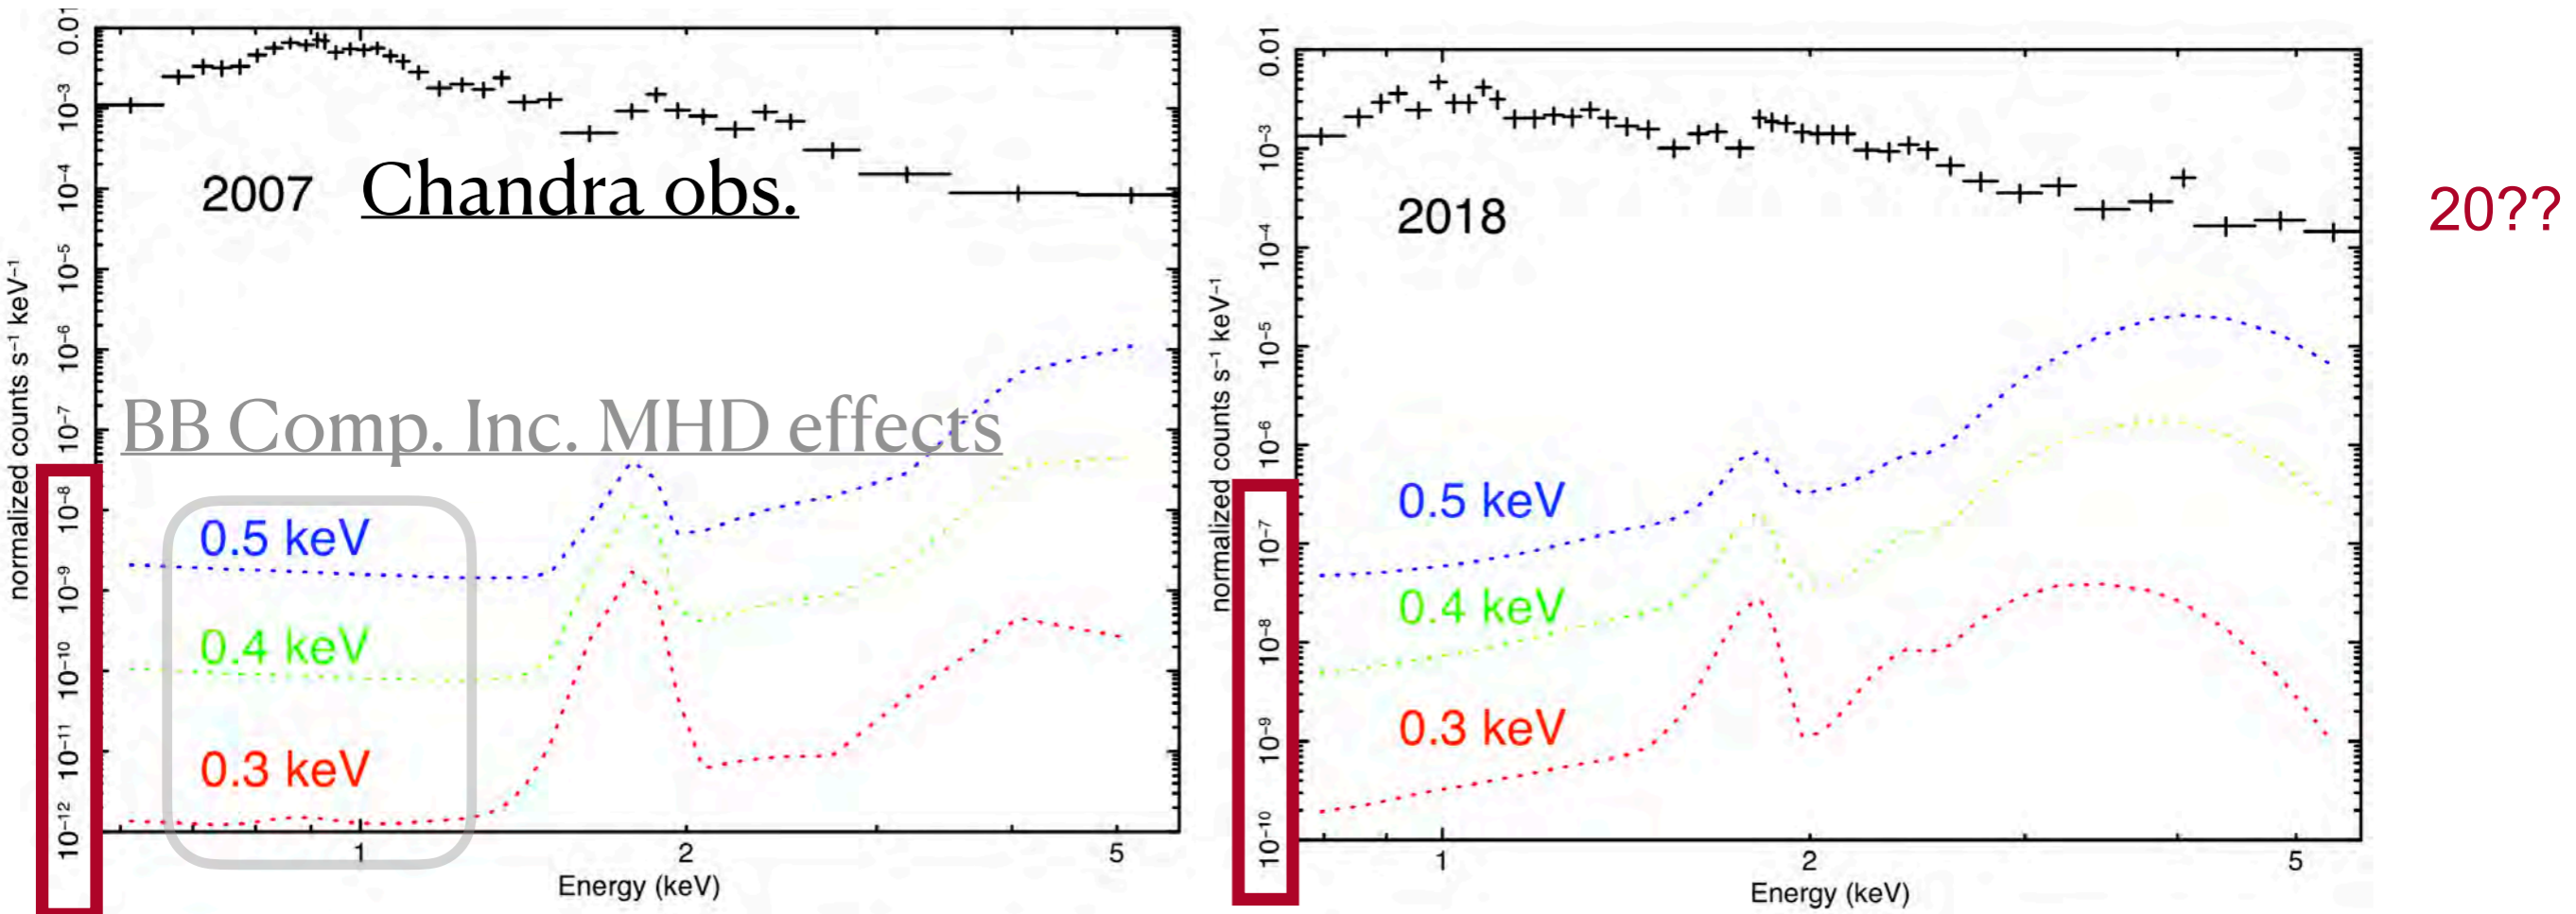 0.01
10⁻³
10⁻⁴
10⁻⁵
10⁻⁶
10⁻⁷
10⁻⁸
10⁻⁹
10⁻¹⁰
10⁻¹¹
10⁻¹²
normalized counts s⁻¹ keV⁻¹
2007 Chandra obs.
BB Comp. Inc. MHD effects
0.5 keV
0.4 keV
0.3 keV
1 2 5
Energy (keV)
0.01
10⁻³
10⁻⁴
10⁻⁵
10⁻⁶
10⁻⁷
10⁻⁸
10⁻⁹
10⁻¹⁰
normalized counts s⁻¹ keV⁻¹
2018
0.5 keV
0.4 keV
0.3 keV
1 2 5
Energy (keV)
20??